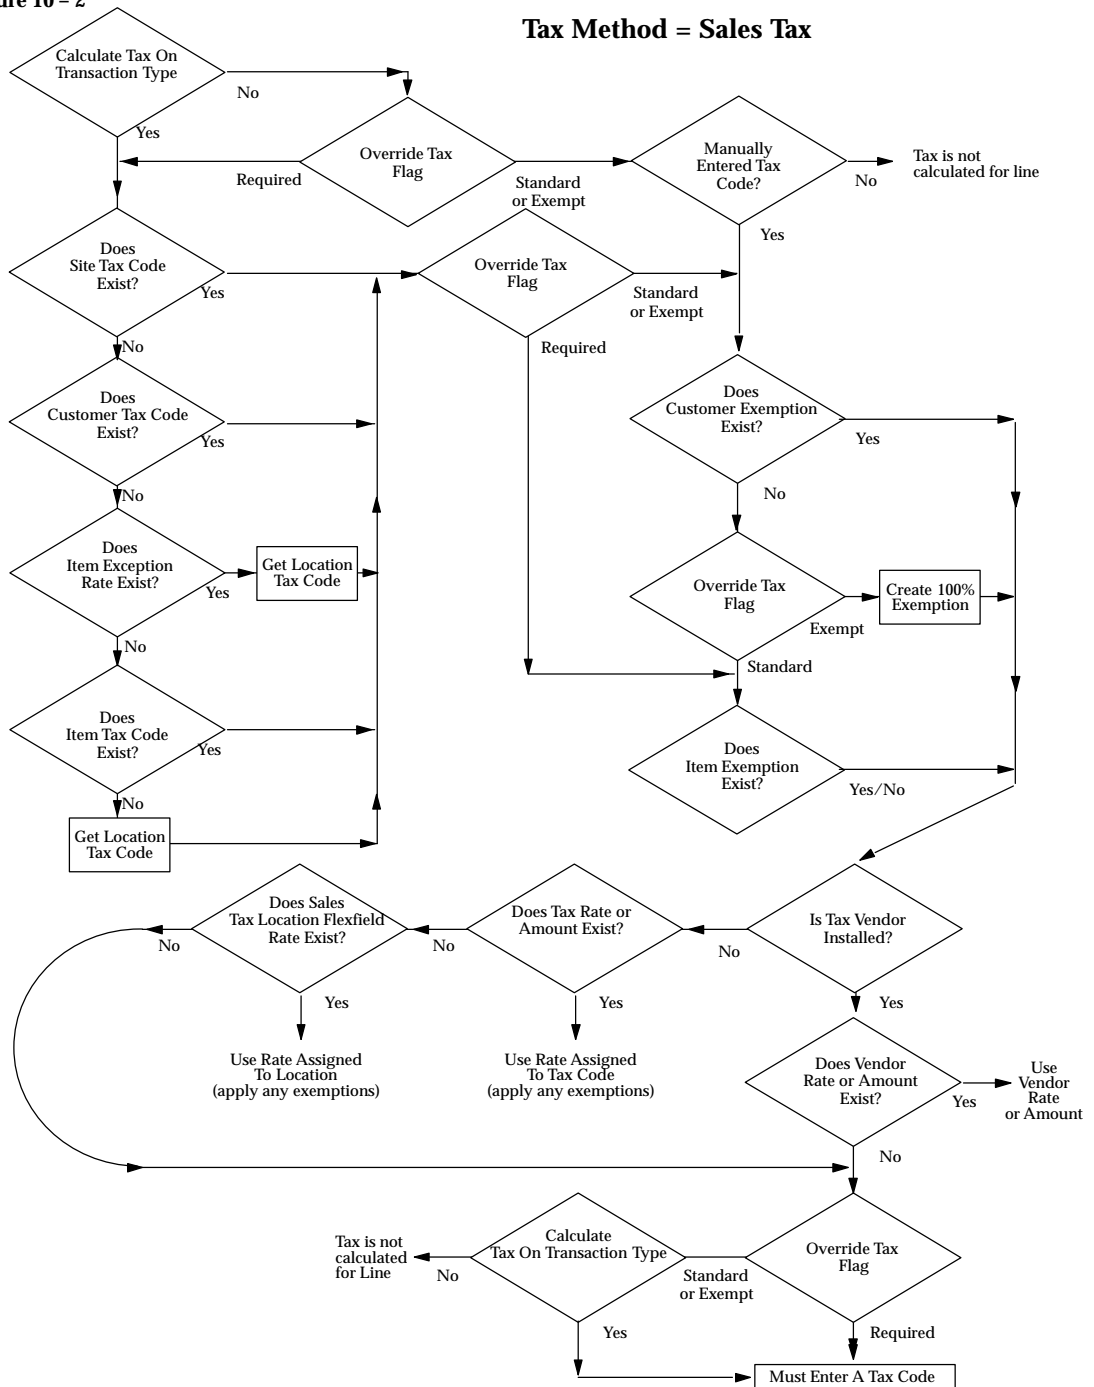 ure 10 – 2
Tax Method = Sales Tax
Calculate Tax On
Transaction Type
No
Yes
Override Tax
Flag
Required
Standard
or Exempt
Manually
Entered Tax
Code?
No
Tax is not
calculated for line
Yes
Does
Site Tax Code
Exist?
Yes
No
Override Tax
Flag
Standard
or Exempt
Required
Does
Customer Tax Code
Exist?
Yes
No
Does
Customer Exemption
Exist?
Yes
No
Does
Item Exception
Rate Exist?
Yes
Get Location
Tax Code
No
Override Tax
Flag
Exempt
Create 100%
Exemption
Standard
Does
Item Tax Code
Exist?
Yes
No
Get Location
Tax Code
Does
Item Exemption
Exist?
Yes/No
Does Sales
Tax Location Flexfield
Rate Exist?
No
Yes
Use Rate Assigned
To Location
(apply any exemptions)
Does Tax Rate or
Amount Exist?
No
Yes
Use Rate Assigned
To Tax Code
(apply any exemptions)
Is Tax Vendor
Installed?
No
Yes
Does Vendor
Rate or Amount
Exist?
Yes
Use
Vendor
Rate
or Amount
No
Tax is not
calculated
for Line
No
Calculate
Tax On Transaction Type
Standard
or Exempt
Override Tax
Flag
Yes
Required
Must Enter A Tax Code